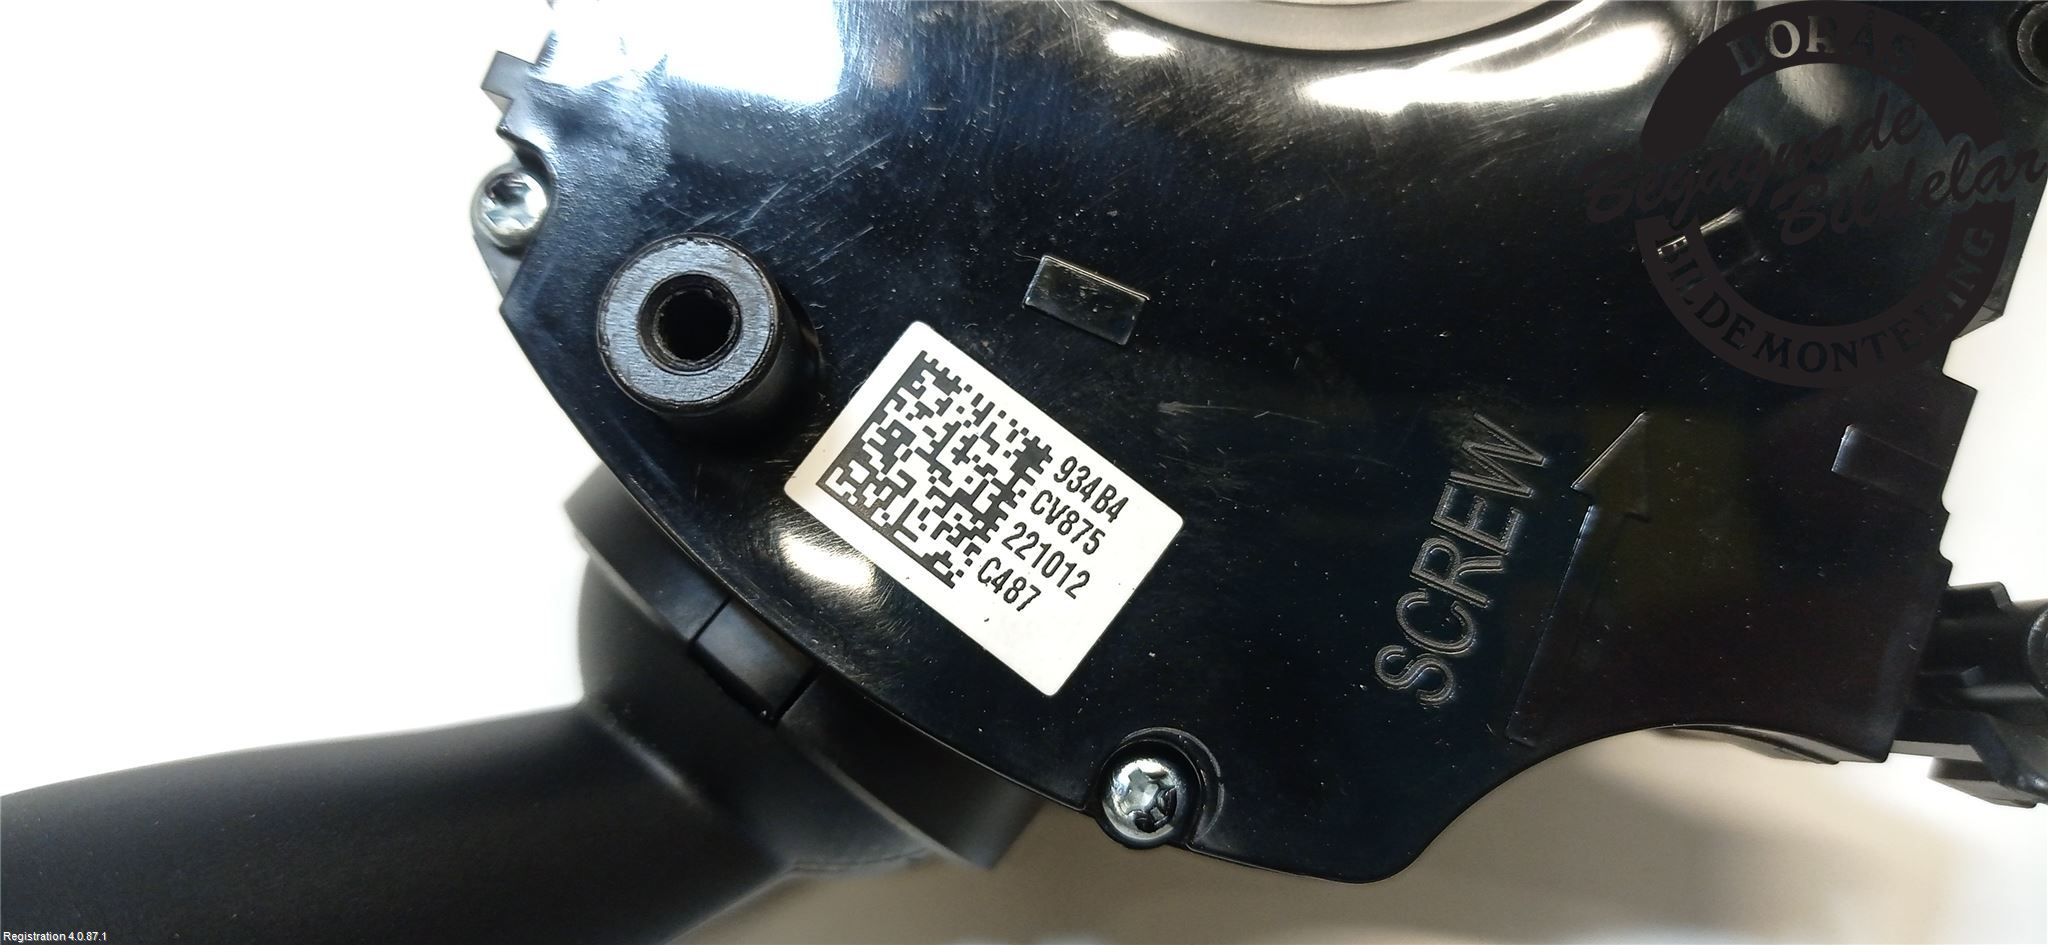 BORÅS
Begagnade
Bildelar
BILDEMONTERING
934B4
CV875
221012
C487
SCREW
Registration 4.0.87.1